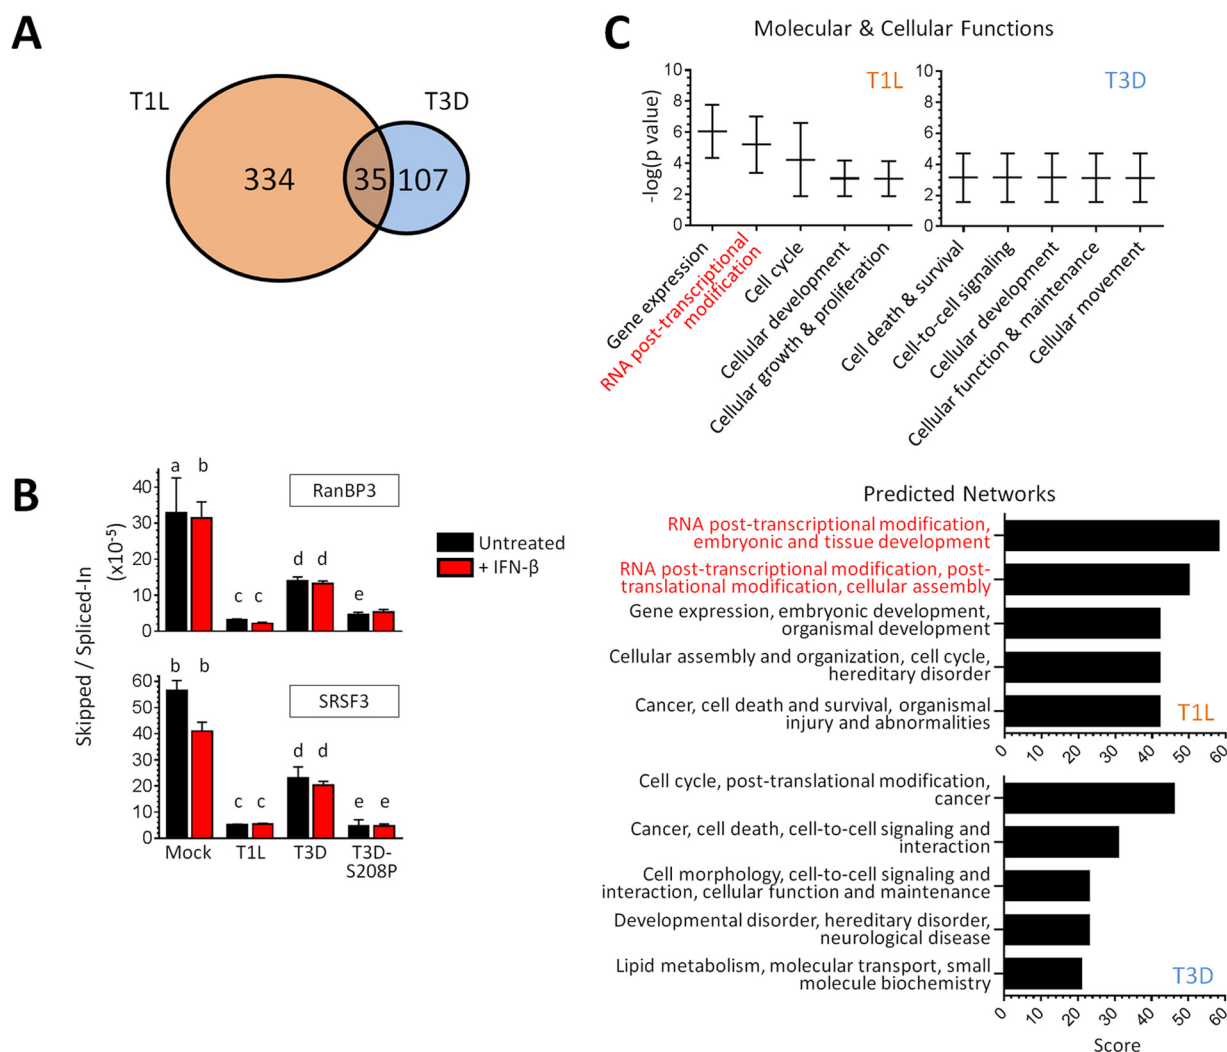 A
T1L
T3D
334
35
107
B
a
b
RanBP3
40
30
20
10
0
c
c
d
d
e
Untreated
+ IFN-β
Skipped / Spliced-In
(x10-5)
b
b
SRSF3
60
50
40
30
20
10
0
c
c
d
d
e
e
Mock
T1L
T3D
T3D-
S208P
C
Molecular & Cellular Functions
-log(p value)
10
8
6
4
2
0
T1L
Gene expression
RNA post-transcriptional
modification
Cell cycle
Cellular development
Cellular growth & proliferation
10
8
6
4
2
0
T3D
Cell death & survival
Cell-to-cell signaling
Cellular development
Cellular function & maintenance
Cellular movement
Predicted Networks
RNA post-transcriptional modification,
embryonic and tissue development
RNA post-transcriptional modification, post-
translational modification, cellular assembly
Gene expression, embryonic development,
organismal development
Cellular assembly and organization, cell cycle,
hereditary disorder
Cancer, cell death and survival, organismal
injury and abnormalities
T1L
0 20 40 50 60
Cell cycle, post-translational modification,
cancer
Cancer, cell death, cell-to-cell signaling and
interaction
Cell morphology, cell-to-cell signaling and
interaction, cellular function and maintenance
Developmental disorder, hereditary disorder,
neurological disease
Lipid metabolism, molecular transport, small
molecule biochemistry
T3D
0 10 20 40 50 60
Score